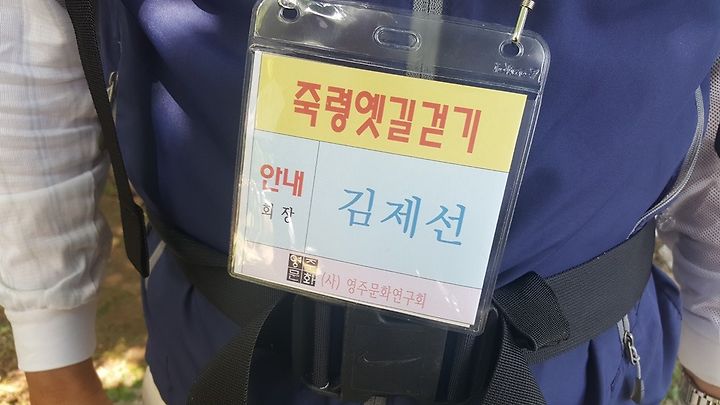 죽령옛길걷기
안내
회 장
김제선
영주
문화
(사) 영주문화연구회